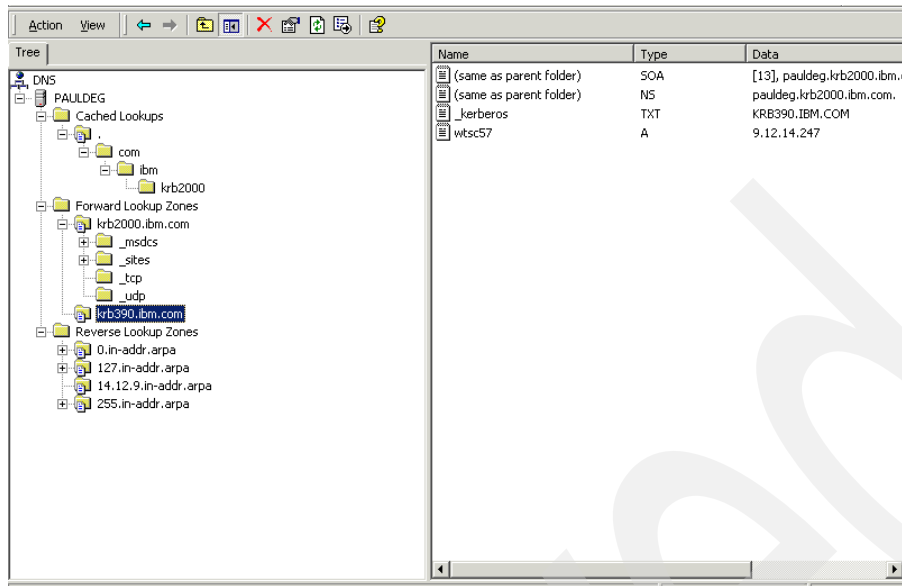 Action View
Tree
Name Type Data
DNS
PAULDEG
Cached Lookups
.
com
ibm
krb2000
Forward Lookup Zones
krb2000.ibm.com
_msdcs
_sites
_tcp
_udp
krb390.ibm.com
Reverse Lookup Zones
0.in-addr.arpa
127.in-addr.arpa
14.12.9.in-addr.arpa
255.in-addr.arpa
(same as parent folder) SOA [13], pauldeg.krb2000.ibm.
(same as parent folder) NS pauldeg.krb2000.ibm.com.
_kerberos TXT KRB390.IBM.COM
wtsc57 A 9.12.14.247